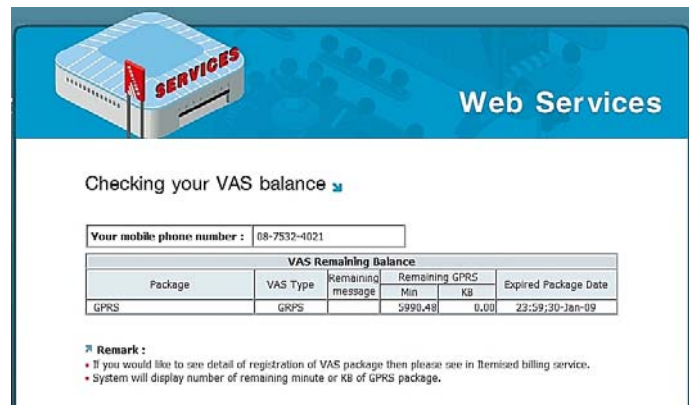 SERVICES
Web Services
Checking your VAS balance
Your mobile phone number : 08-7532-4021
VAS Remaining Balance
Package VAS Type Remaining message Remaining GPRS Expired Package Date
Min KB
GPRS GRPS 5990.48 0.00 23:59;30-Jan-09
Remark :
• If you would like to see detail of registration of VAS package then please see in Itemised billing service.
• System will display number of remaining minute or KB of GPRS package.